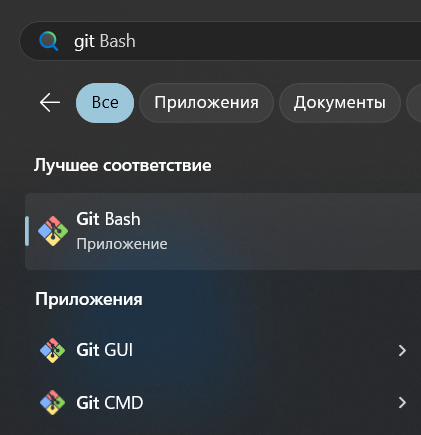 git Bash
Все Приложения Документы
Лучшее соответствие
Git Bash
Приложение
Приложения
Git GUI
Git CMD